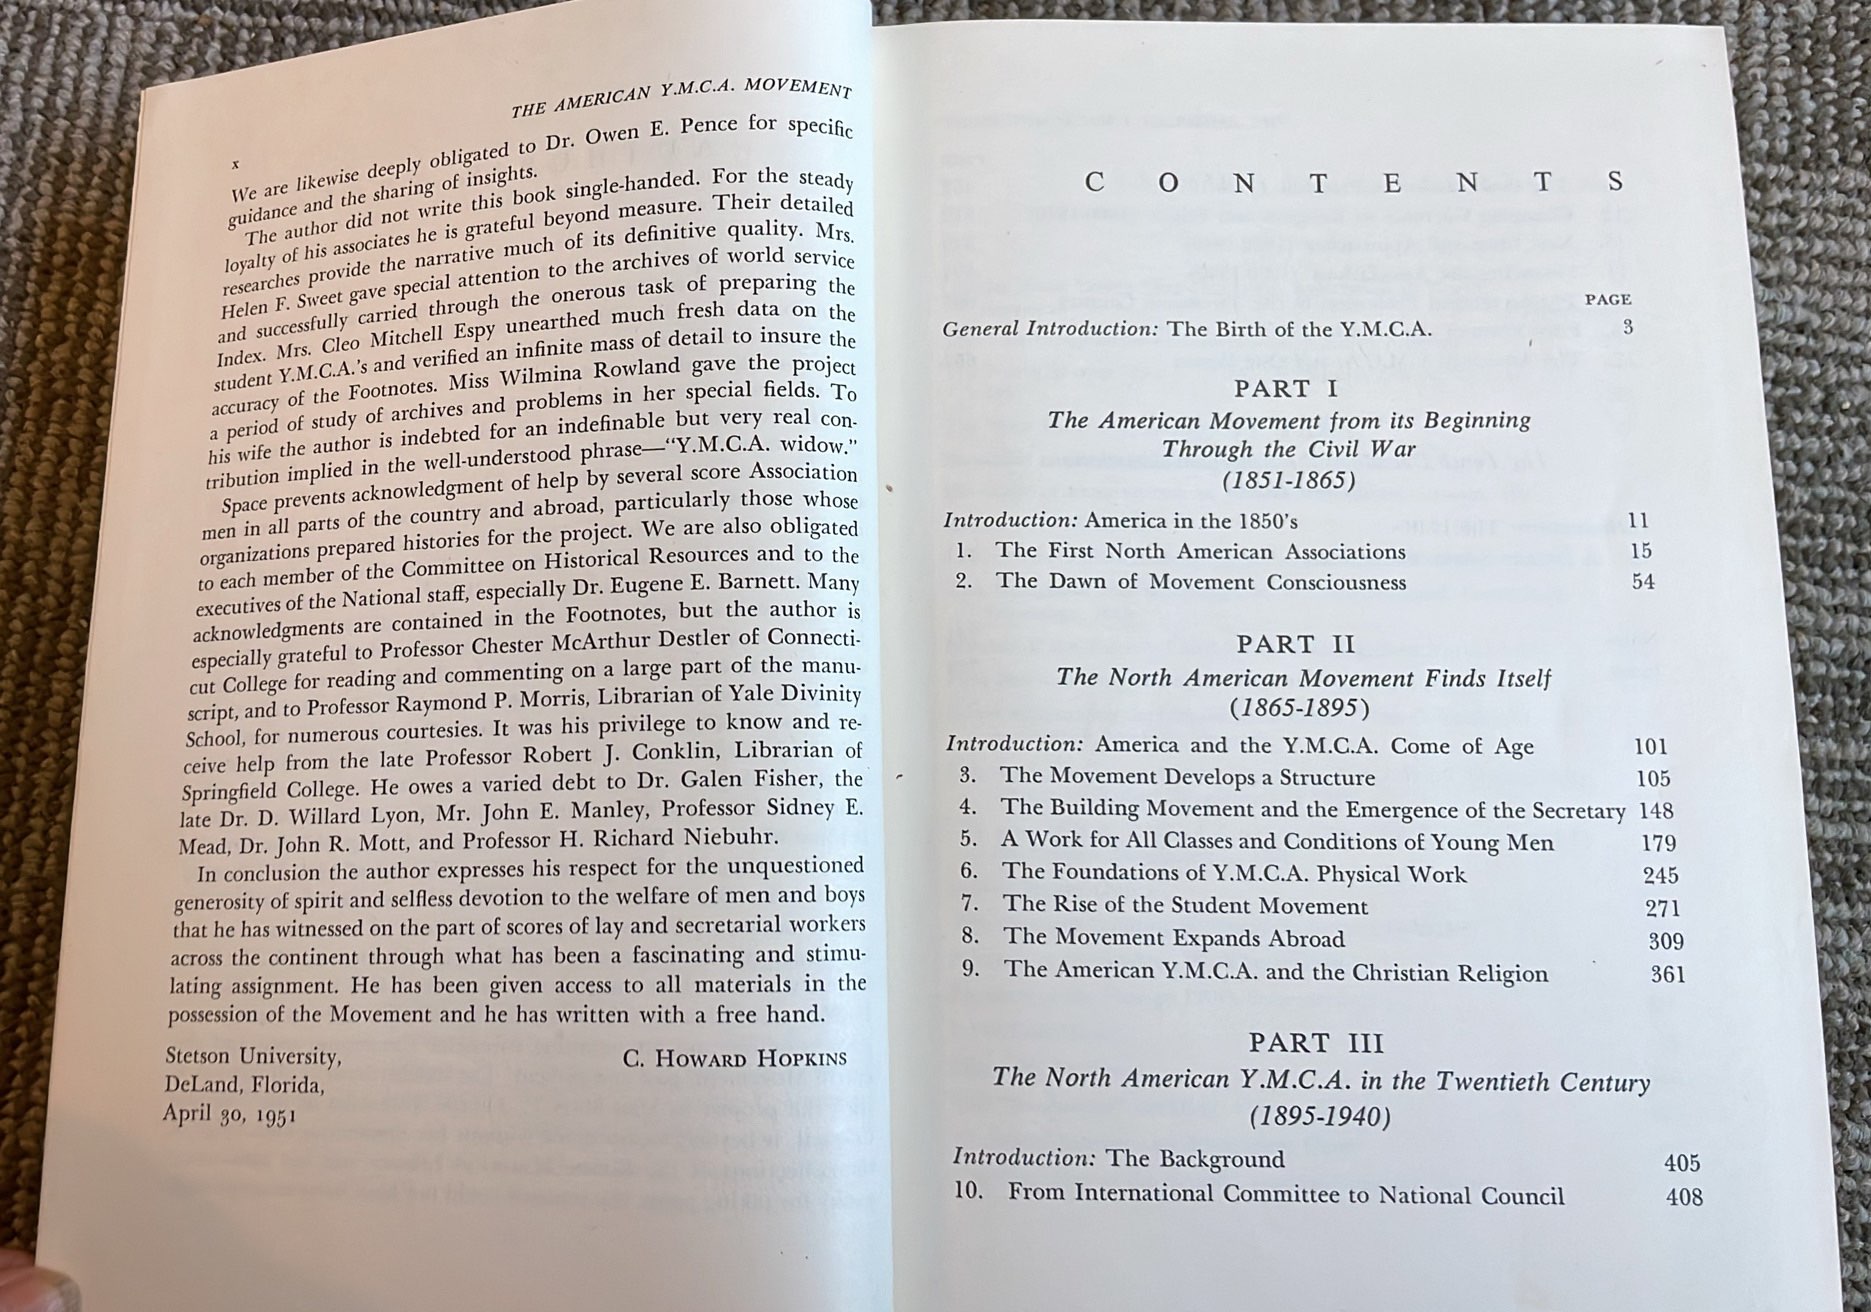 x
THE AMERICAN Y.M.C.A. MOVEMENT
We are likewise deeply obligated to Dr. Owen E. Pence for specific
guidance and the sharing of insights.
The author did not write this book single-handed. For the steady
loyalty of his associates he is grateful beyond measure. Their detailed
researches provide the narrative much of its definitive quality. Mrs.
Helen F. Sweet gave special attention to the archives of world service
and successfully carried through the onerous task of preparing the
Index. Mrs. Cleo Mitchell Espy unearthed much fresh data on the
student Y.M.C.A.'s and verified an infinite mass of detail to insure the
accuracy of the Footnotes. Miss Wilmina Rowland gave the project
a period of study of archives and problems in her special fields. To
his wife the author is indebted for an indefinable but very real con-
tribution implied in the well-understood phrase—“Y.M.C.A. widow.”
Space prevents acknowledgment of help by several score Association
men in all parts of the country and abroad, particularly those whose
organizations prepared histories for the project. We are also obligated
to each member of the Committee on Historical Resources and to the
executives of the National staff, especially Dr. Eugene E. Barnett. Many
acknowledgments are contained in the Footnotes, but the author is
especially grateful to Professor Chester McArthur Destler of Connecti-
cut College for reading and commenting on a large part of the manu-
script, and to Professor Raymond P. Morris, Librarian of Yale Divinity
School, for numerous courtesies. It was his privilege to know and re-
ceive help from the late Professor Robert J. Conklin, Librarian of
Springfield College. He owes a varied debt to Dr. Galen Fisher, the
late Dr. D. Willard Lyon, Mr. John E. Manley, Professor Sidney E.
Mead, Dr. John R. Mott, and Professor H. Richard Niebuhr.
In conclusion the author expresses his respect for the unquestioned
generosity of spirit and selfless devotion to the welfare of men and boys
that he has witnessed on the part of scores of lay and secretarial workers
across the continent through what has been a fascinating and stimu-
lating assignment. He has been given access to all materials in the
possession of the Movement and he has written with a free hand.
C. HOWARD HOPKINS
Stetson University,
DeLand, Florida,
April 30, 1951
CONTENTS
PAGE
General Introduction: The Birth of the Y.M.C.A. 3
PART I
The American Movement from its Beginning
Through the Civil War
(1851-1865)
Introduction: America in the 1850's 11
1. The First North American Associations 15
2. The Dawn of Movement Consciousness 54
PART II
The North American Movement Finds Itself
(1865-1895)
Introduction: America and the Y.M.C.A. Come of Age 101
3. The Movement Develops a Structure 105
4. The Building Movement and the Emergence of the Secretary 148
5. A Work for All Classes and Conditions of Young Men 179
6. The Foundations of Y.M.C.A. Physical Work 245
7. The Rise of the Student Movement 271
8. The Movement Expands Abroad 309
9. The American Y.M.C.A. and the Christian Religion 361
PART III
The North American Y.M.C.A. in the Twentieth Century
(1895-1940)
Introduction: The Background 405
10. From International Committee to National Council 408